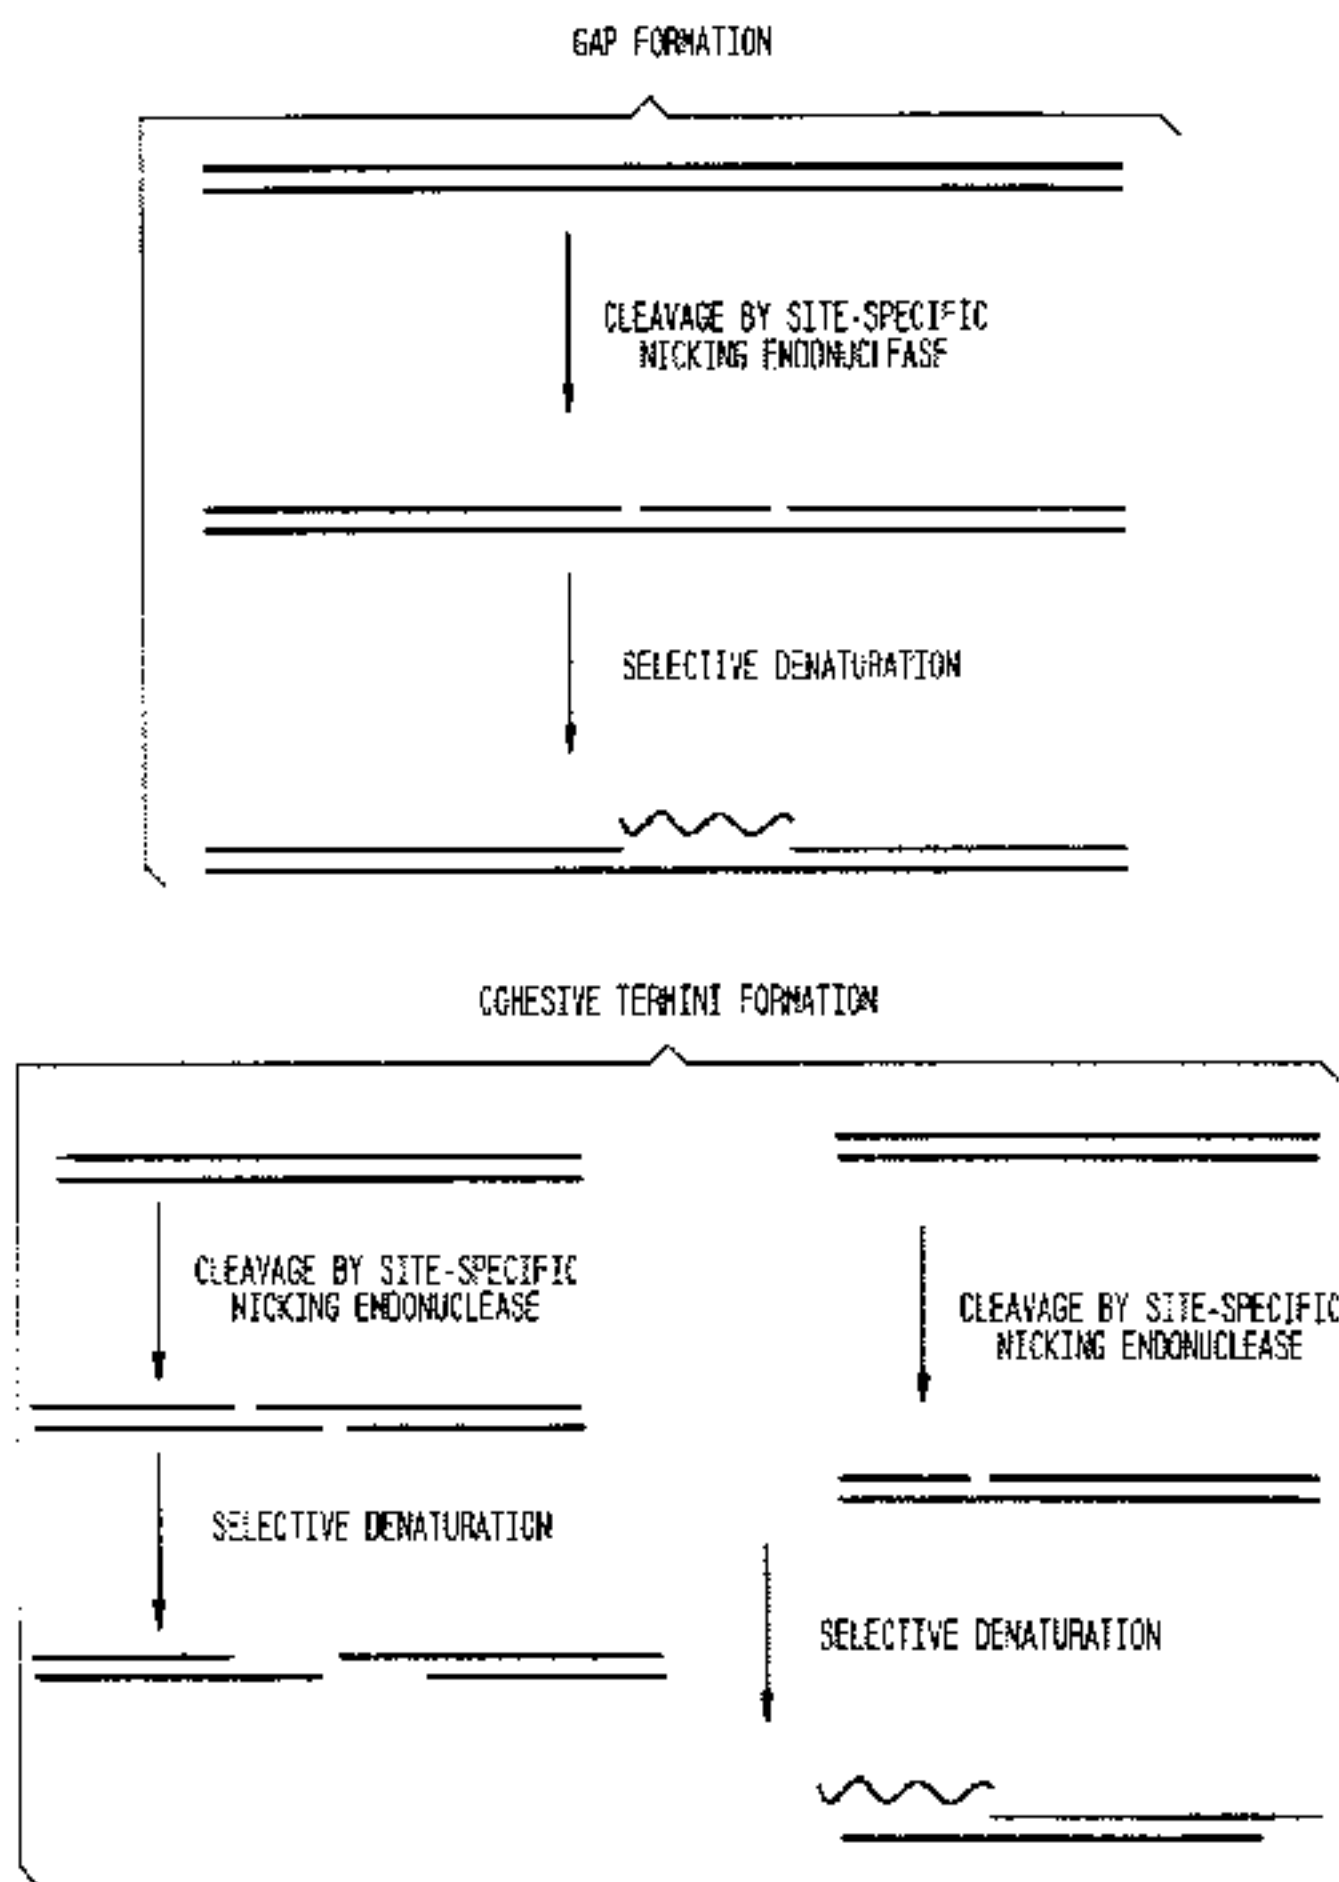 GAP FORMATION
CLEAVAGE BY SITE-SPECIFIC
NICKING ENDONUCLEASE
SELECTIVE DENATURATION
COHESIVE TERMINI FORMATION
CLEAVAGE BY SITE-SPECIFIC
NICKING ENDONUCLEASE
SELECTIVE DENATURATION
CLEAVAGE BY SITE-SPECIFIC
NICKING ENDONUCLEASE
SELECTIVE DENATURATION